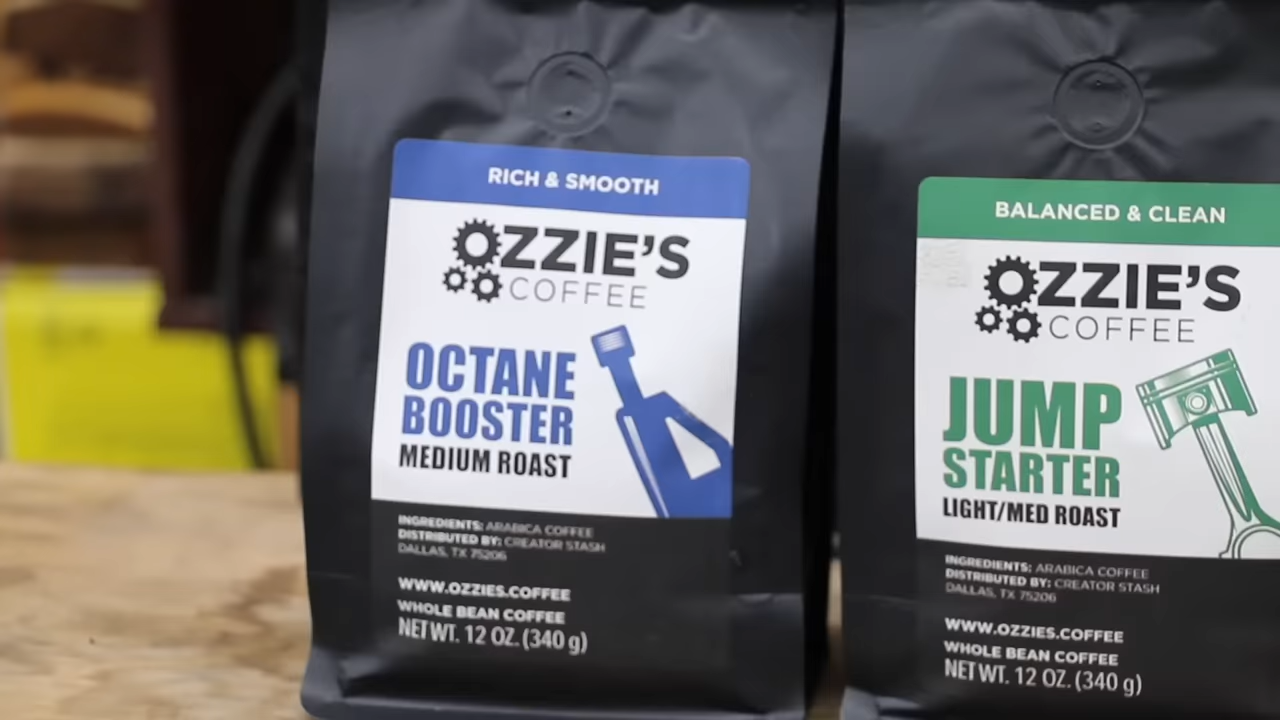 RICH & SMOOTH
OZZIE'S
COFFEE
OCTANE
BOOSTER
MEDIUM ROAST
INGREDIENTS: ARABICA COFFEE
DISTRIBUTED BY: CREATOR STASH
DALLAS, TX 75206
WWW.OZZIES.COFFEE
WHOLE BEAN COFFEE
NET WT. 12 OZ. (340 g)
BALANCED & CLEAN
OZZIE'S
COFFEE
JUMP
STARTER
LIGHT/MED ROAST
INGREDIENTS: ARABICA COFFEE
DISTRIBUTED BY: CREATOR STASH
DALLAS, TX 75206
WWW.OZZIES.COFFEE
WHOLE BEAN COFFEE
NET WT. 12 OZ. (340 g)